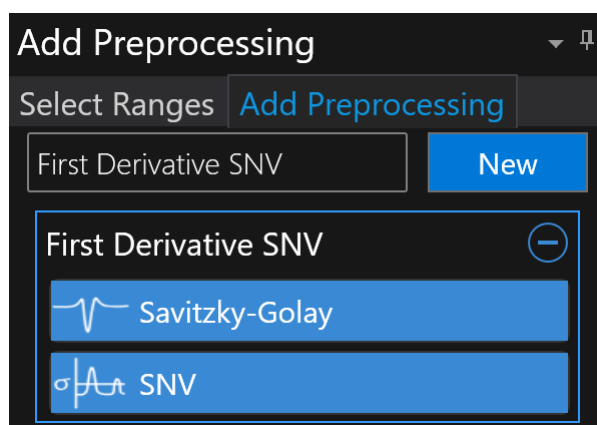 Add Preprocessing
Select Ranges Add Preprocessing
First Derivative SNV New
First Derivative SNV
Savitzky-Golay
σ SNV